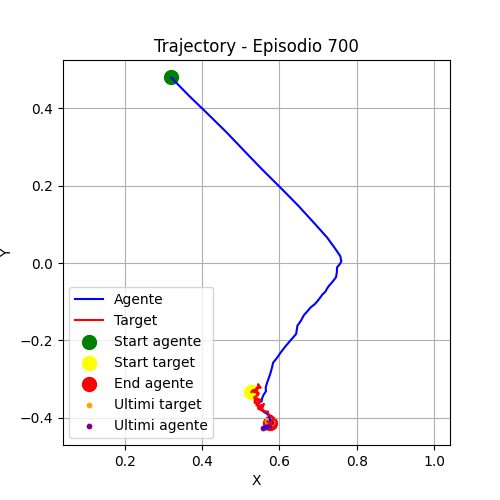 Trajectory - Episodio 700
Y
0.4
0.2
0.0
−0.2
−0.4
Agente
Target
Start agente
Start target
End agente
Ultimi target
Ultimi agente
0.2 0.4 0.6 0.8 1.0
X